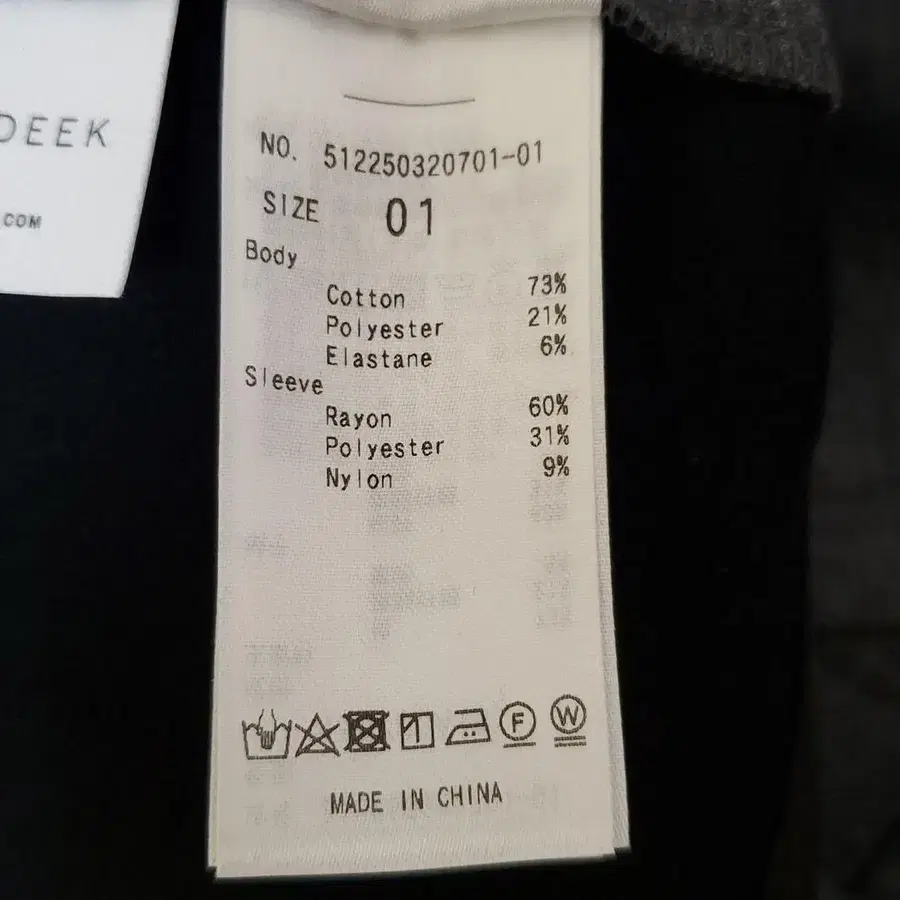 DEEK
.COM
NO. 512250320701-01
SIZE 01
Body
Cotton 73%
Polyester 21%
Elastane 6%
Sleeve
Rayon 60%
Polyester 31%
Nylon 9%
F W
MADE IN CHINA